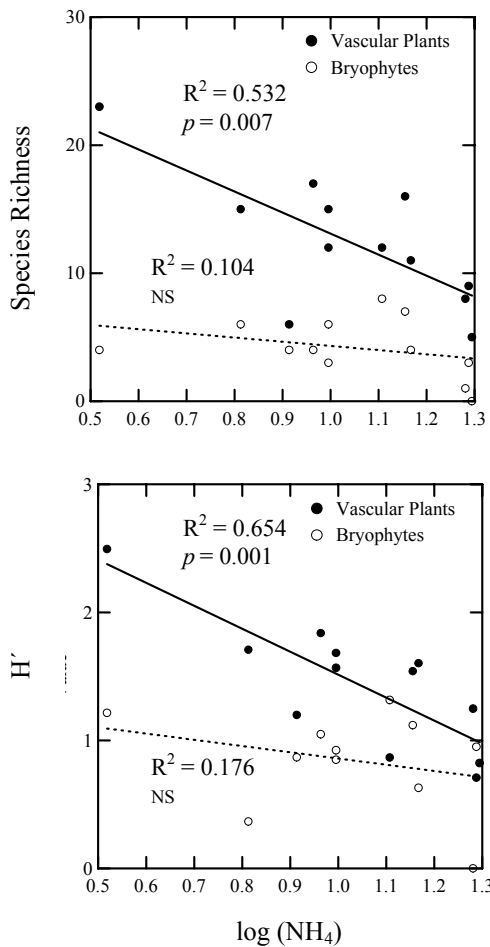 30
Vascular Plants
Bryophytes
R² = 0.532
p = 0.007
20
Species Richness
R² = 0.104
NS
10
0
0.5 0.6 0.7 0.8 0.9 1.0 1.1 1.2 1.3
3
Vascular Plants
Bryophytes
R² = 0.654
p = 0.001
2
H´
1
R² = 0.176
NS
0
0.5 0.6 0.7 0.8 0.9 1.0 1.1 1.2 1.3
log (NH₄)